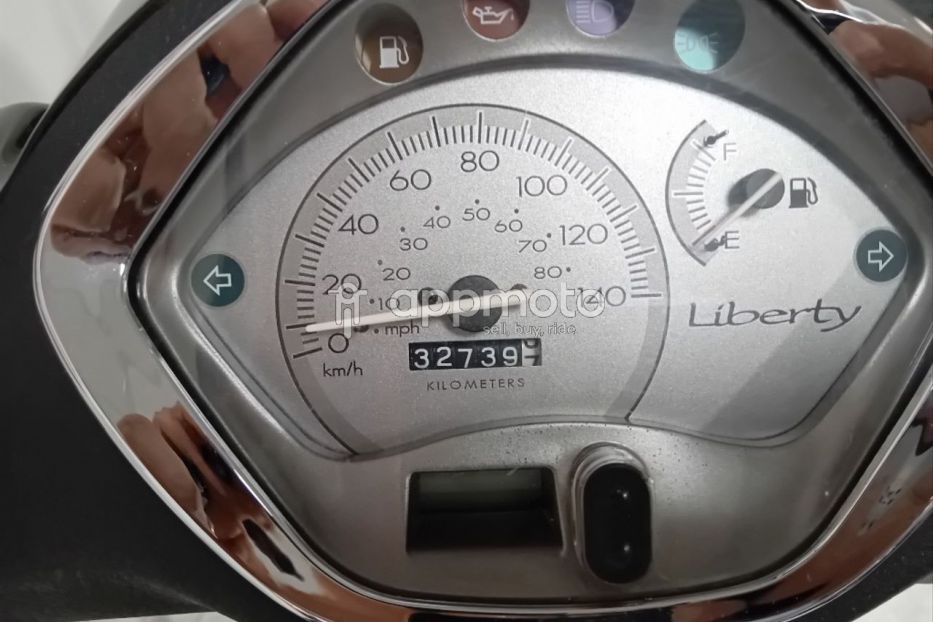 80
60 100
40 50 60
40 120
30 70
20 80
20 140
10
appmoto
mph sell, buy, ride.
0
km/h
32739
KILOMETERS
F
E
Liberty